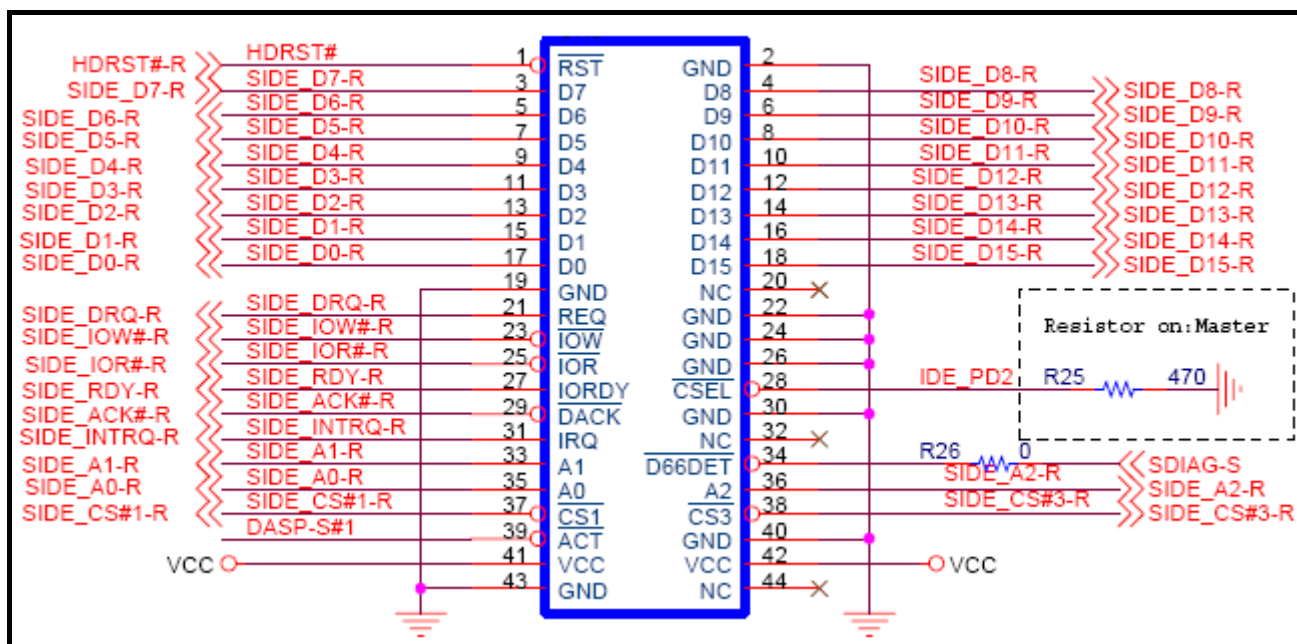 HDRST#-R HDRST# 1 RST GND 2
SIDE_D7-R SIDE_D7-R 3 D7 D8 4 SIDE_D8-R SIDE_D8-R
SIDE_D6-R SIDE_D6-R 5 D6 D9 6 SIDE_D9-R SIDE_D9-R
SIDE_D5-R SIDE_D5-R 7 D5 D10 8 SIDE_D10-R SIDE_D10-R
SIDE_D4-R SIDE_D4-R 9 D4 D11 10 SIDE_D11-R SIDE_D11-R
SIDE_D3-R SIDE_D3-R 11 D3 D12 12 SIDE_D12-R SIDE_D12-R
SIDE_D2-R SIDE_D2-R 13 D2 D13 14 SIDE_D13-R SIDE_D13-R
SIDE_D1-R SIDE_D1-R 15 D1 D14 16 SIDE_D14-R SIDE_D14-R
SIDE_D0-R SIDE_D0-R 17 D0 D15 18 SIDE_D15-R SIDE_D15-R
19 GND NC 20
SIDE_DRQ-R SIDE_DRQ-R 21 REQ GND 22
SIDE_IOW#-R SIDE_IOW#-R 23 IOW GND 24 Resistor on:Master
SIDE_IOR#-R SIDE_IOR#-R 25 IOR GND 26
SIDE_RDY-R SIDE_RDY-R 27 IORDY CSEL 28 IDE_PD2 R25 470
SIDE_ACK#-R SIDE_ACK#-R 29 DACK GND 30
SIDE_INTRQ-R SIDE_INTRQ-R 31 IRQ NC 32
SIDE_A1-R SIDE_A1-R 33 A1 D66DET 34 R26 0 SDIAG-S
SIDE_A0-R SIDE_A0-R 35 A0 A2 36 SIDE_A2-R SIDE_A2-R
SIDE_CS#1-R SIDE_CS#1-R 37 CS1 CS3 38 SIDE_CS#3-R SIDE_CS#3-R
DASP-S#1 39 ACT GND 40
VCC 41 VCC VCC 42 VCC
43 GND NC 44